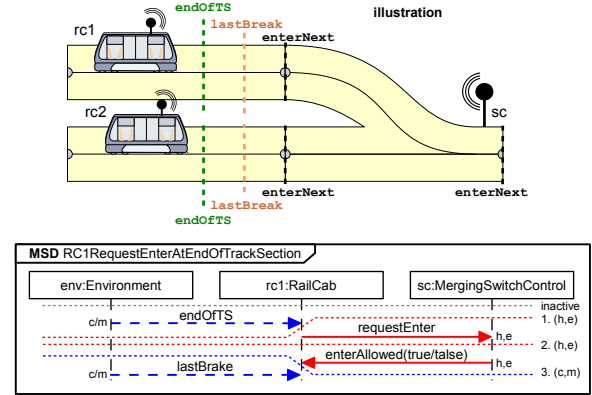 endOfTS
illustration
lastBreak
rc1
enterNext
rc2
sc
enterNext
enterNext
lastBreak
endOfTS
MSD RC1RequestEnterAtEndOfTrackSection
env:Environment
rc1:RailCab
sc:MergingSwitchControl
inactive
c/m
endOfTS
1. (h,e)
requestEnter
h,e
2. (h,e)
enterAllowed(true/talse)
h,e
c/m
lastBrake
3. (c,m)